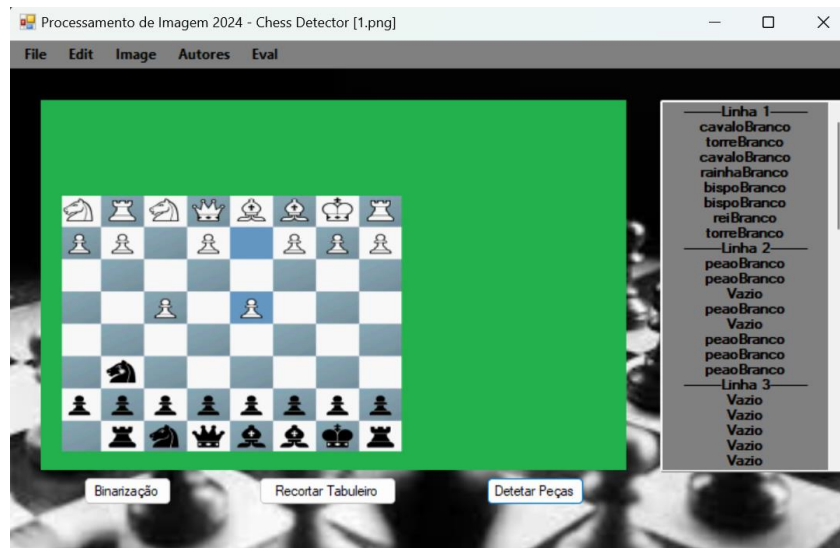 Processamento de Imagem 2024 - Chess Detector [1.png]
File Edit Image Autores Eval
Linha 1
cavaloBranco
torreBranco
cavaloBranco
rainhaBranco
bispoBranco
bispoBranco
reiBranco
torreBranco
Linha 2
peaoBranco
peaoBranco
Vazio
peaoBranco
Vazio
peaoBranco
peaoBranco
peaoBranco
Linha 3
Vazio
Vazio
Vazio
Vazio
Vazio
Binarização Recortar Tabuleiro Detetar Peças